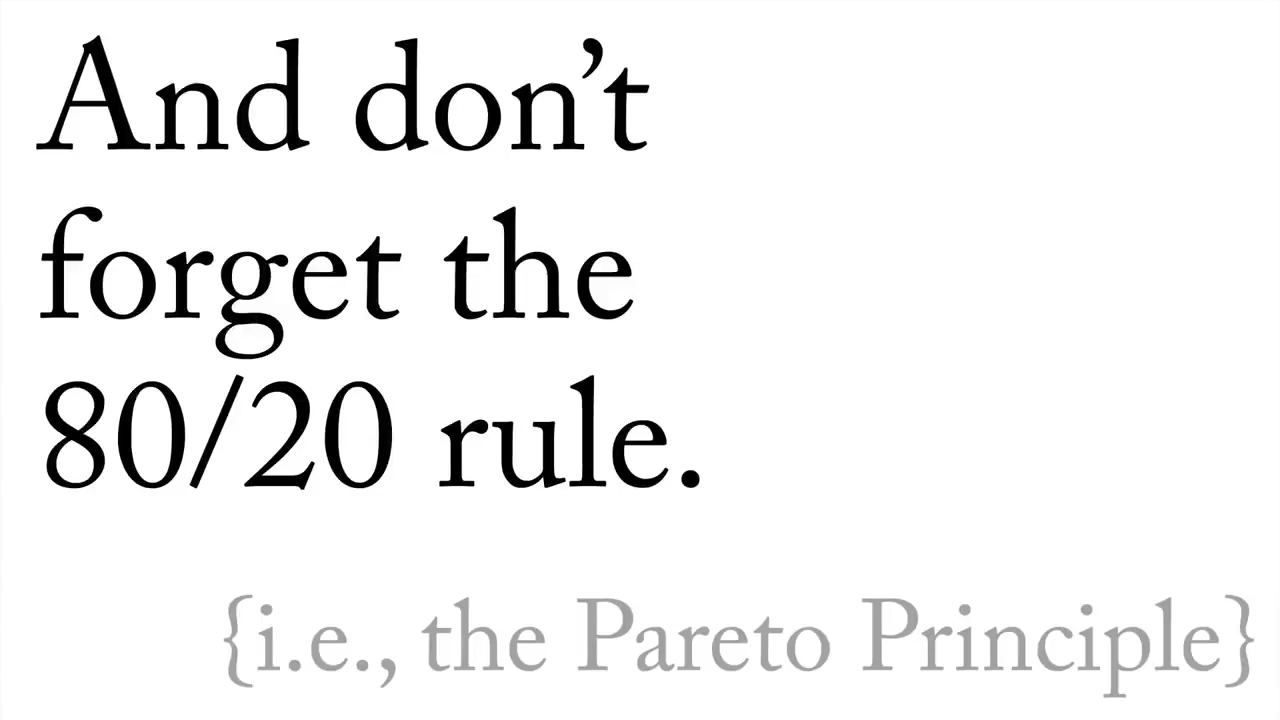 And don’t
forget the
80/20 rule.
{i.e., the Pareto Principle}